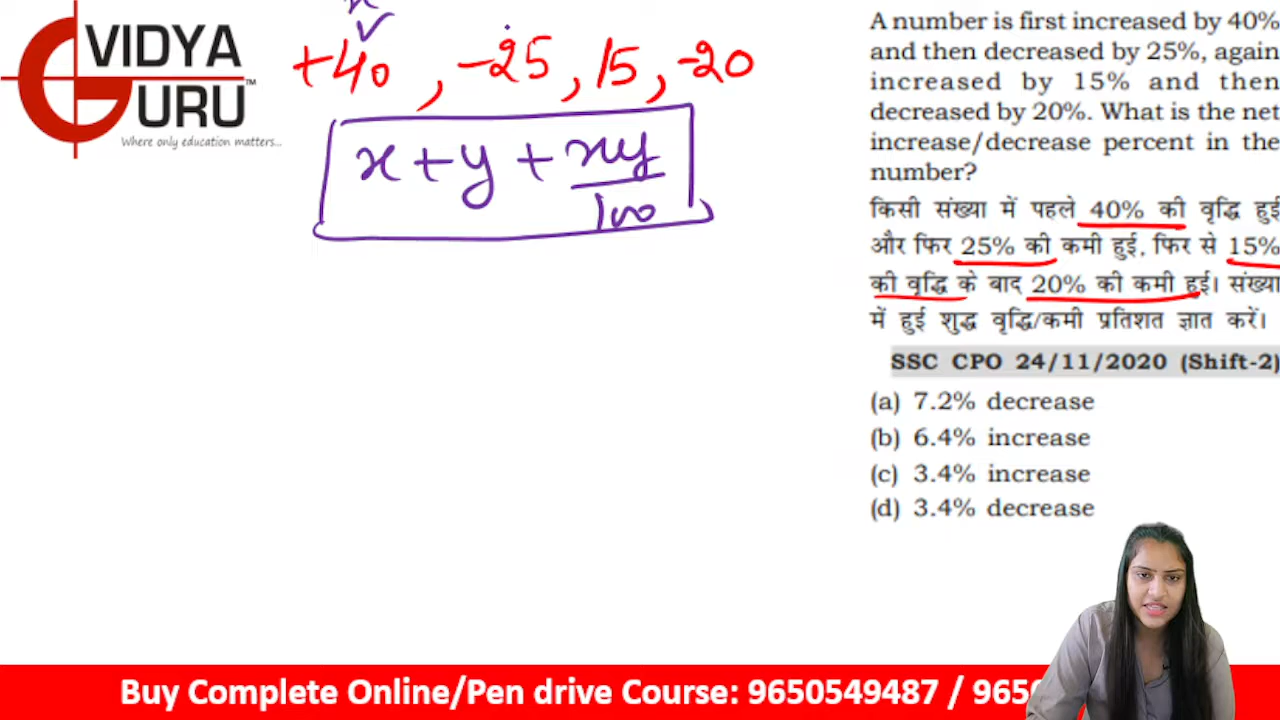 VIDYA
GURU™
Where only education matters...
+40, -25, 15, -20
x + y + xy/100
A number is first increased by 40%
and then decreased by 25%, again
increased by 15% and then
decreased by 20%. What is the net
increase/decrease percent in the
number?
किसी संख्या में पहले 40% की वृद्धि हुई
और फिर 25% की कमी हुई, फिर से 15%
की वृद्धि के बाद 20% की कमी हुई। संख्या
में हुई शुद्ध वृद्धि/कमी प्रतिशत ज्ञात करें।
SSC CPO 24/11/2020 (Shift-2)
(a) 7.2% decrease
(b) 6.4% increase
(c) 3.4% increase
(d) 3.4% decrease
Buy Complete Online/Pen drive Course: 9650549487 / 965